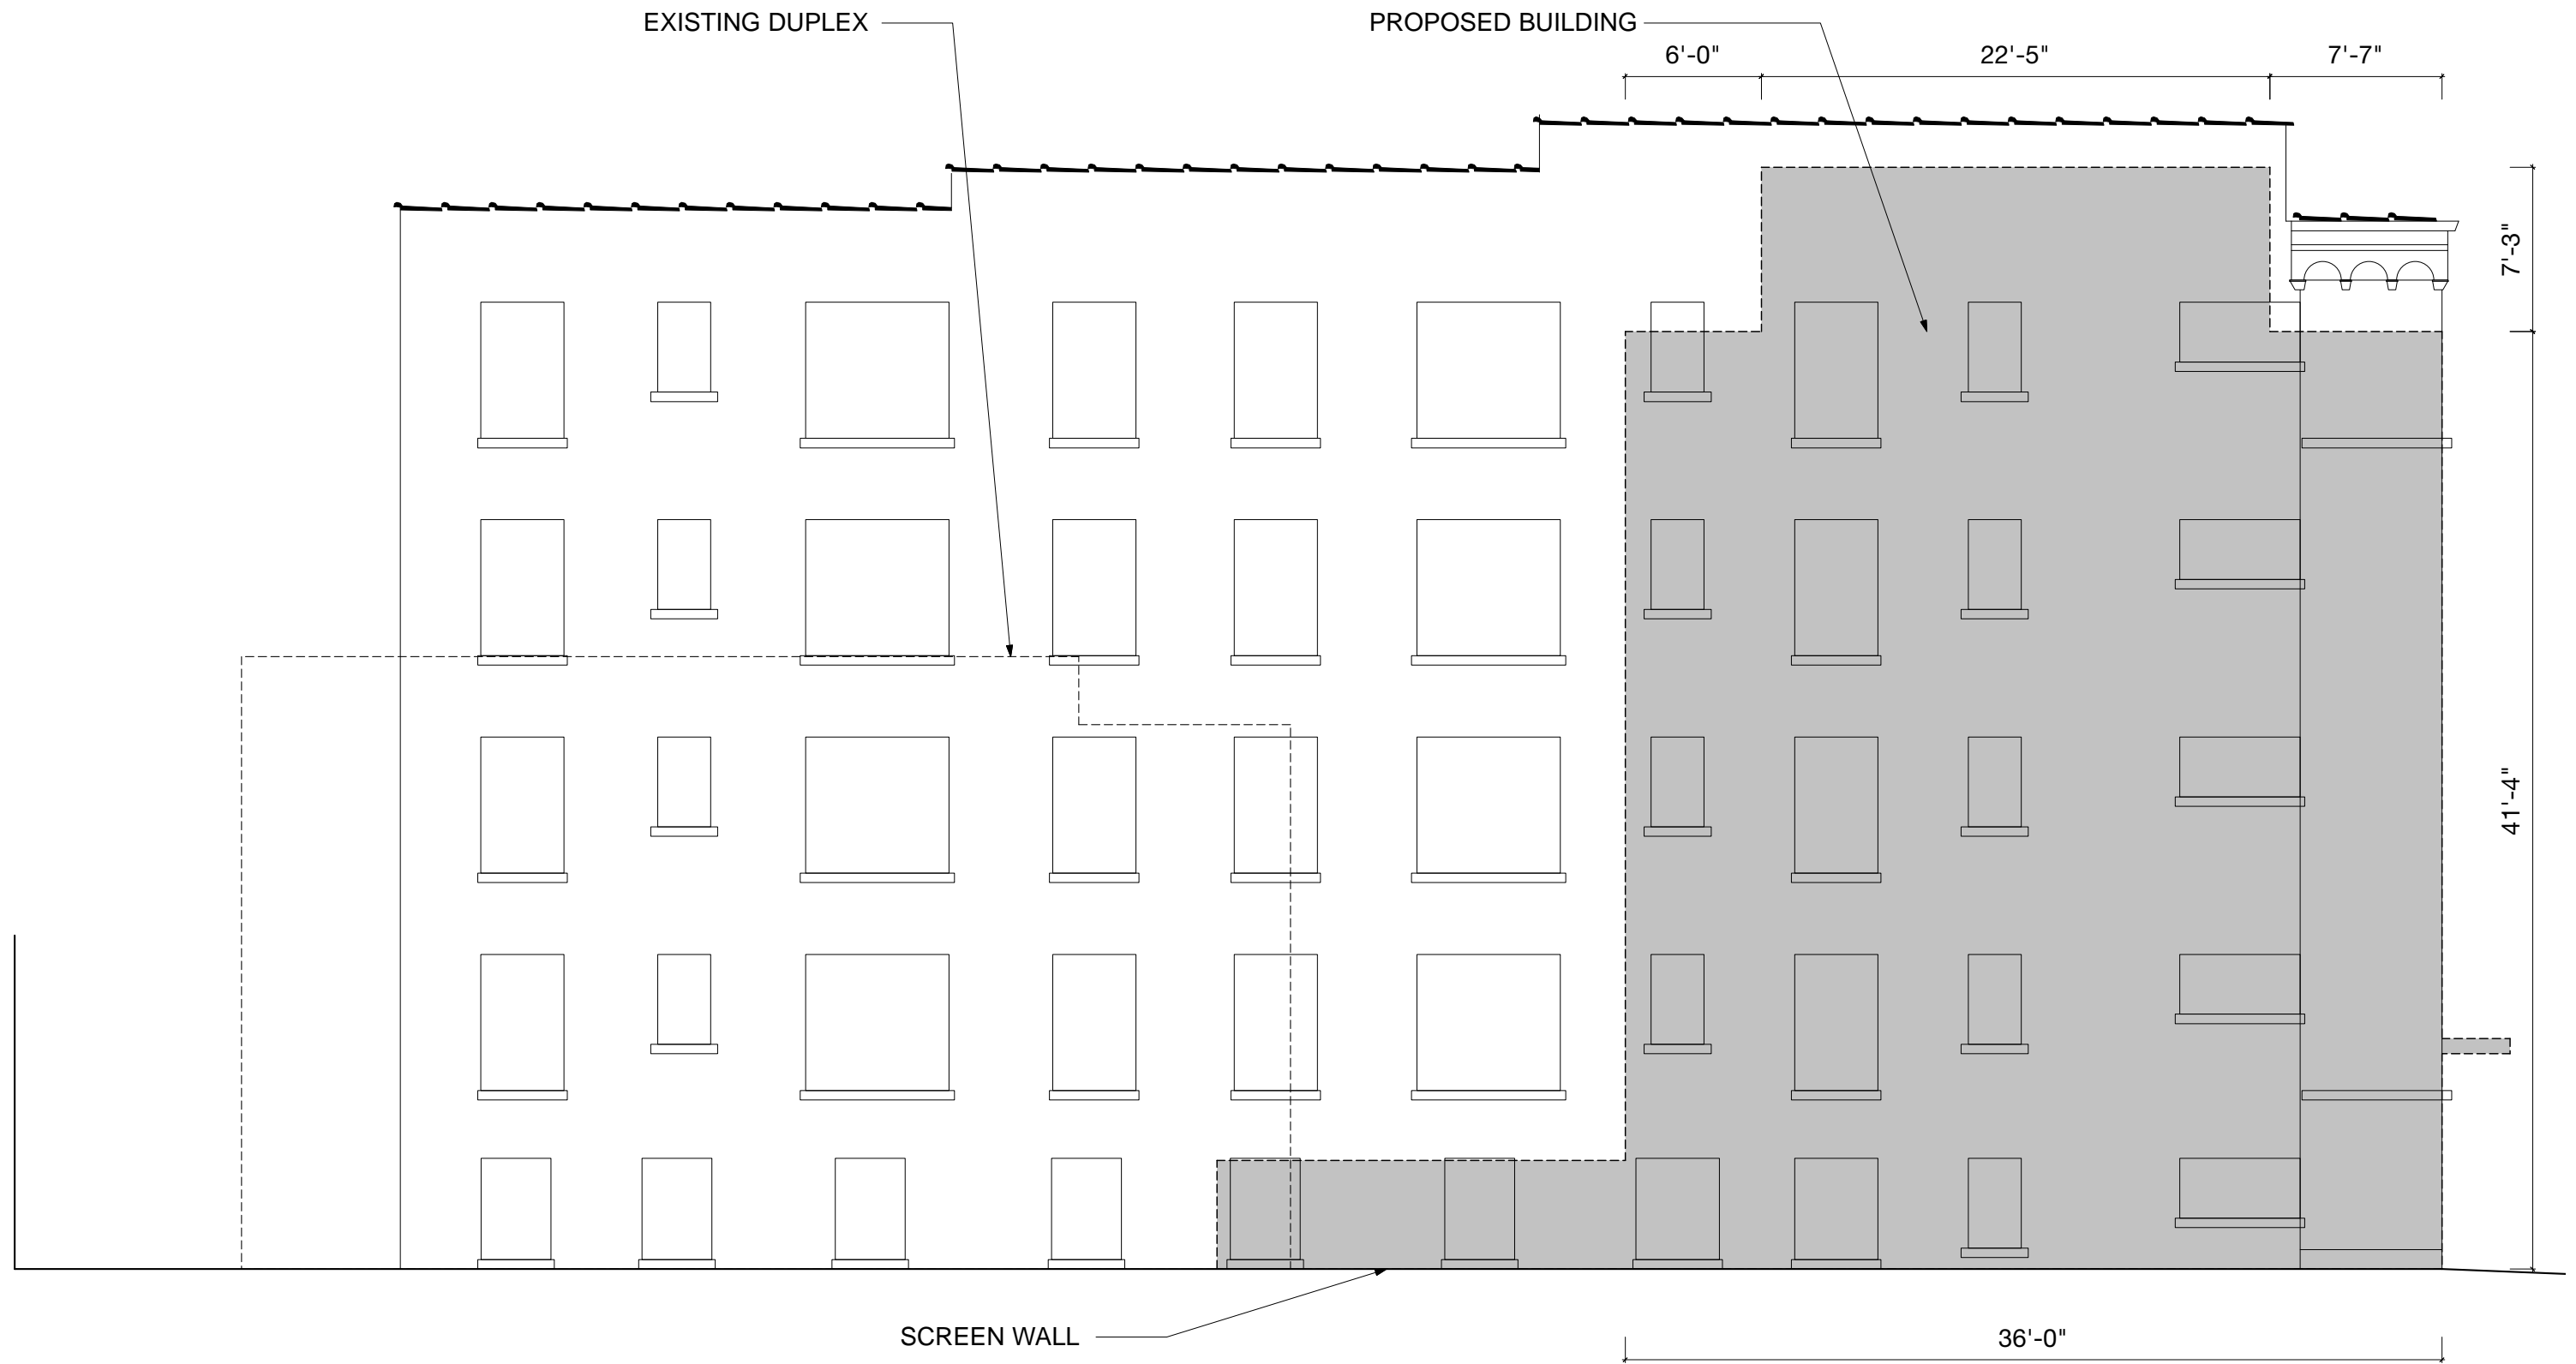 EXISTING DUPLEX
PROPOSED BUILDING
6'-0"
22'-5"
7'-7"
7'-3"
41'-4"
SCREEN WALL
36'-0"